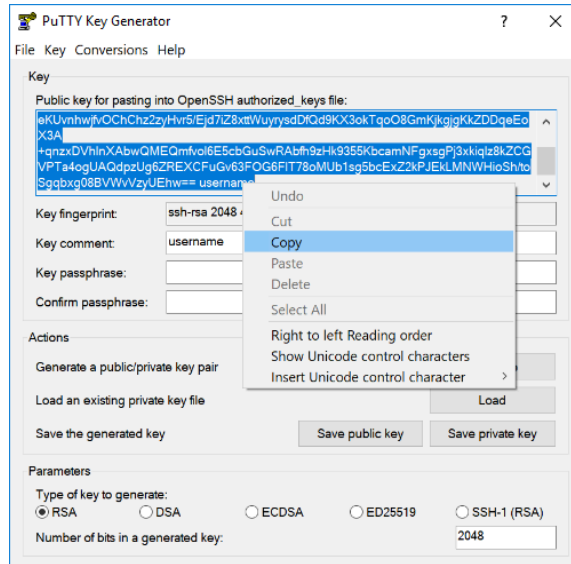 PuTTY Key Generator
File Key Conversions Help
Key
Public key for pasting into OpenSSH authorized_keys file:
eKUvnhwjfvOChChz2zyHvr5/Ejd7iZ8xttWuyrysdDfQd9KX3okTqoO8GmKjkgjgKkZDDqeEo
X3A
+qnzxDVhlnXAbwQMEQmfvol6E5cbGuSwRAbfh9zHk9355KbcamNFgxsgPj3xkiqlz8kZCG
VPTa4ogUAQdpzUg6ZREXCFuGv63FOG6FIT78oMUb1sg5bcExZ2kPJEkLMNWHioSh/to
Sgqbxg08BVWvVzyUEhw== username
Undo
Cut
Copy
Paste
Delete
Select All
Right to left Reading order
Show Unicode control characters
Insert Unicode control character
Key fingerprint: ssh-rsa 2048
Key comment: username
Key passphrase:
Confirm passphrase:
Actions
Generate a public/private key pair
Load an existing private key file Load
Save the generated key Save public key Save private key
Parameters
Type of key to generate:
RSA DSA ECDSA ED25519 SSH-1 (RSA)
Number of bits in a generated key: 2048